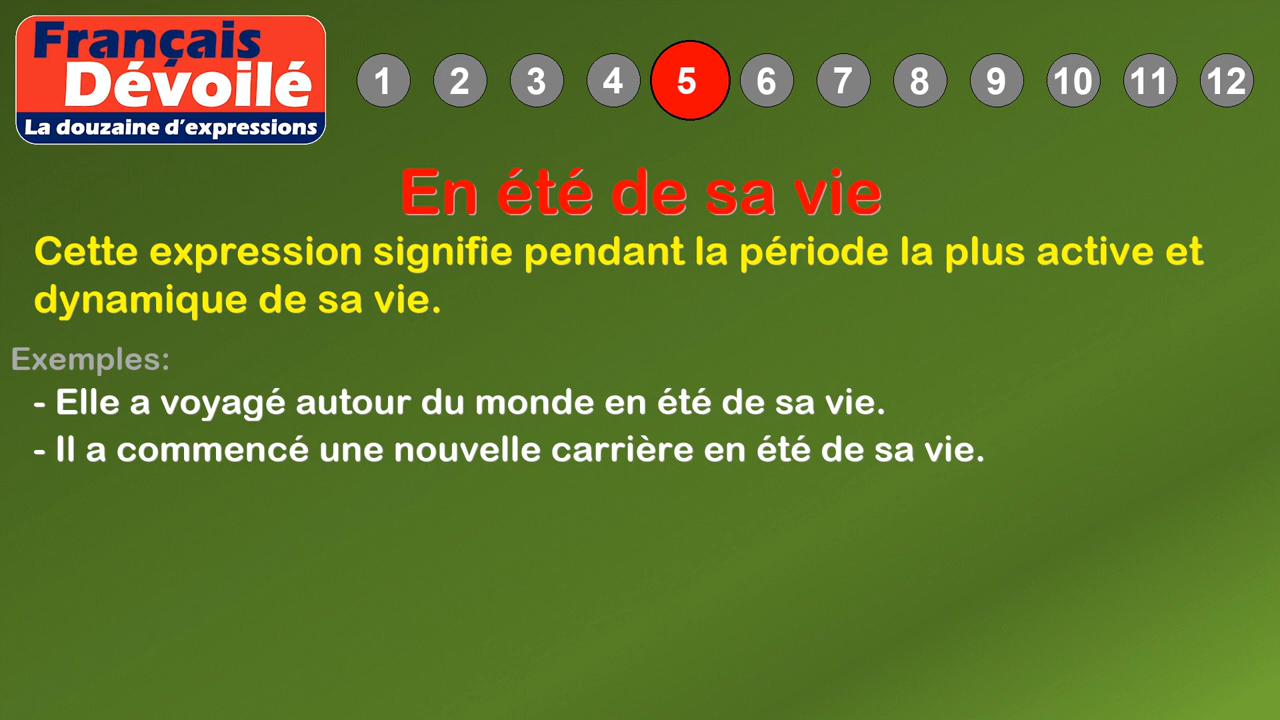 Français
Dévoilé
La douzaine d'expressions
1 2 3 4 5 6 7 8 9 10 11 12
En été de sa vie
Cette expression signifie pendant la période la plus active et
dynamique de sa vie.
Exemples:
- Elle a voyagé autour du monde en été de sa vie.
- Il a commencé une nouvelle carrière en été de sa vie.